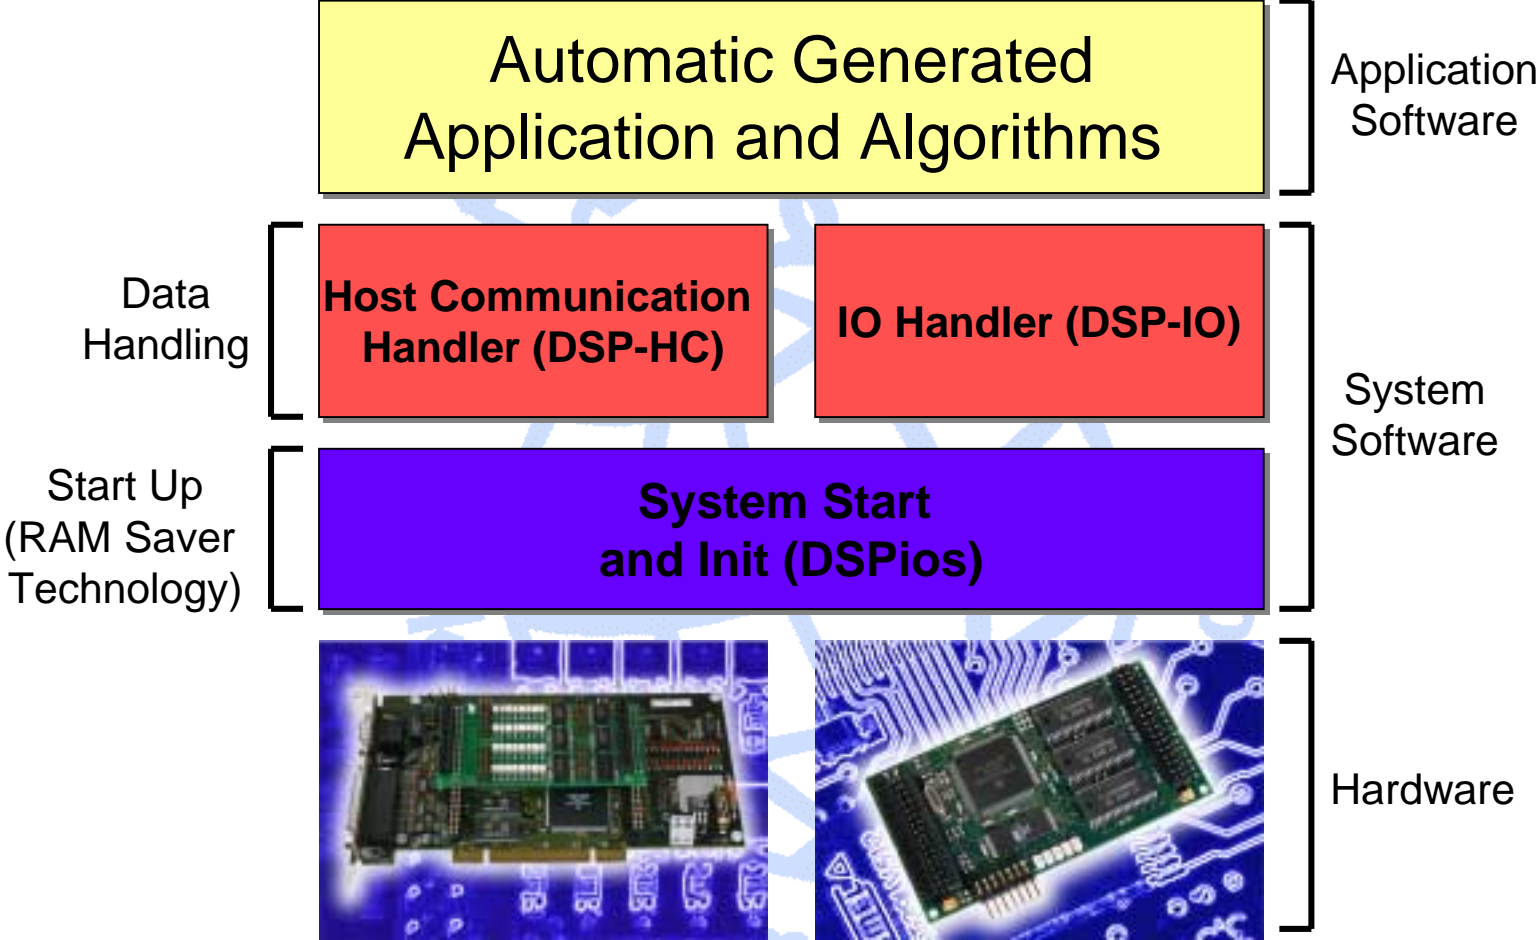 Automatic Generated
Application and Algorithms
Application
Software
Data
Handling
Host Communication
Handler (DSP-HC)
IO Handler (DSP-IO)
System
Software
Start Up
(RAM Saver
Technology)
System Start
and Init (DSPios)
Hardware